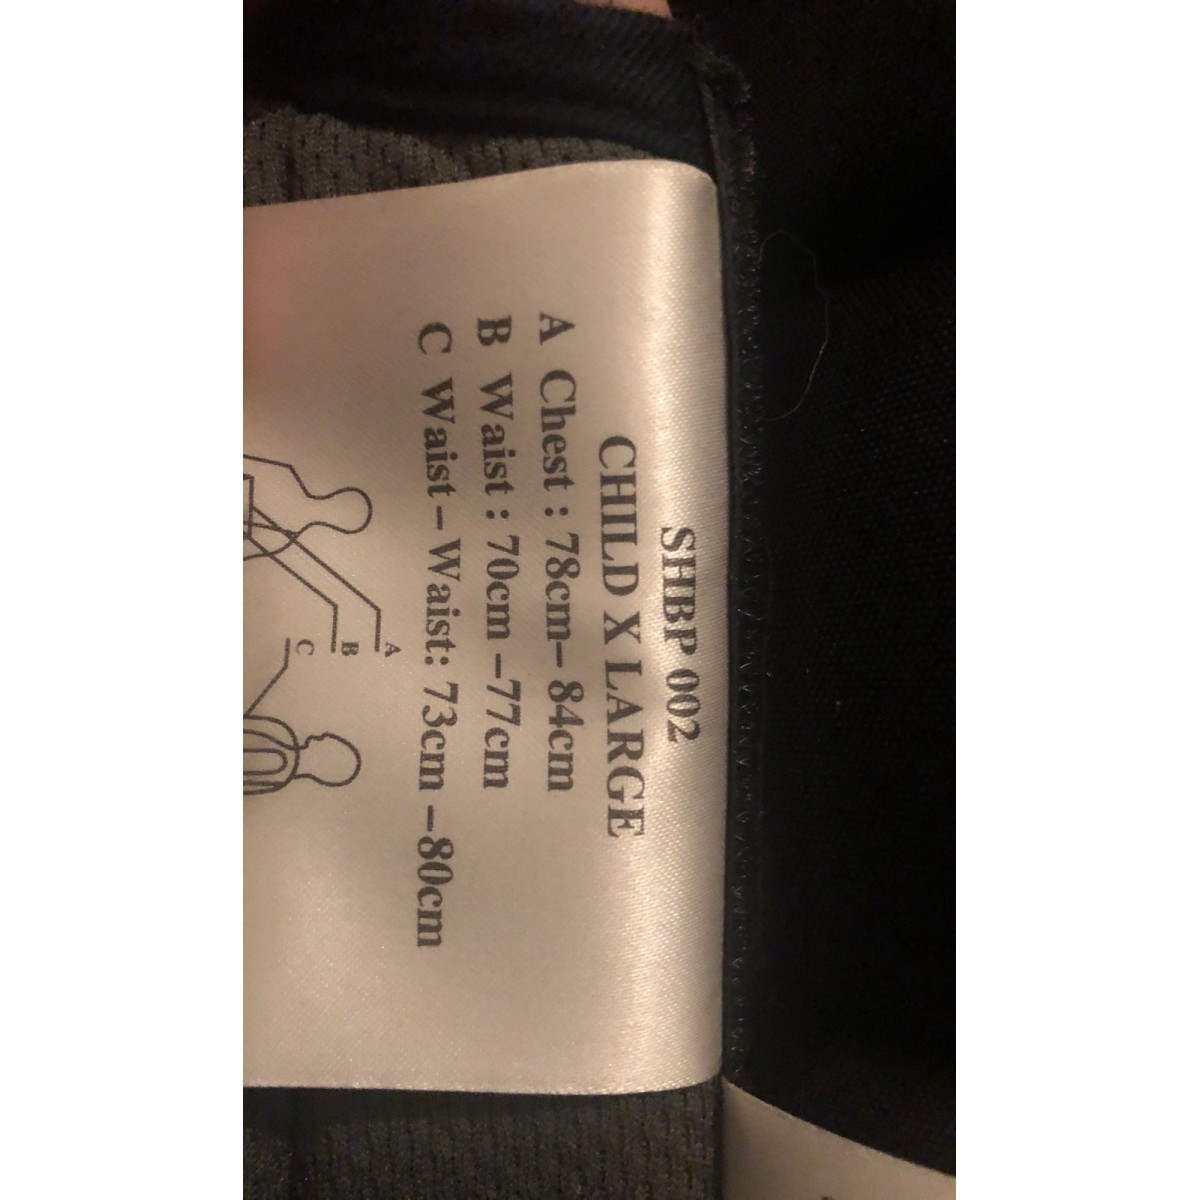 SHBP 002
CHILD X LARGE
A Chest : 78cm– 84cm
B Waist : 70cm –77cm
C Waist – Waist: 73cm –80cm
A
B
C